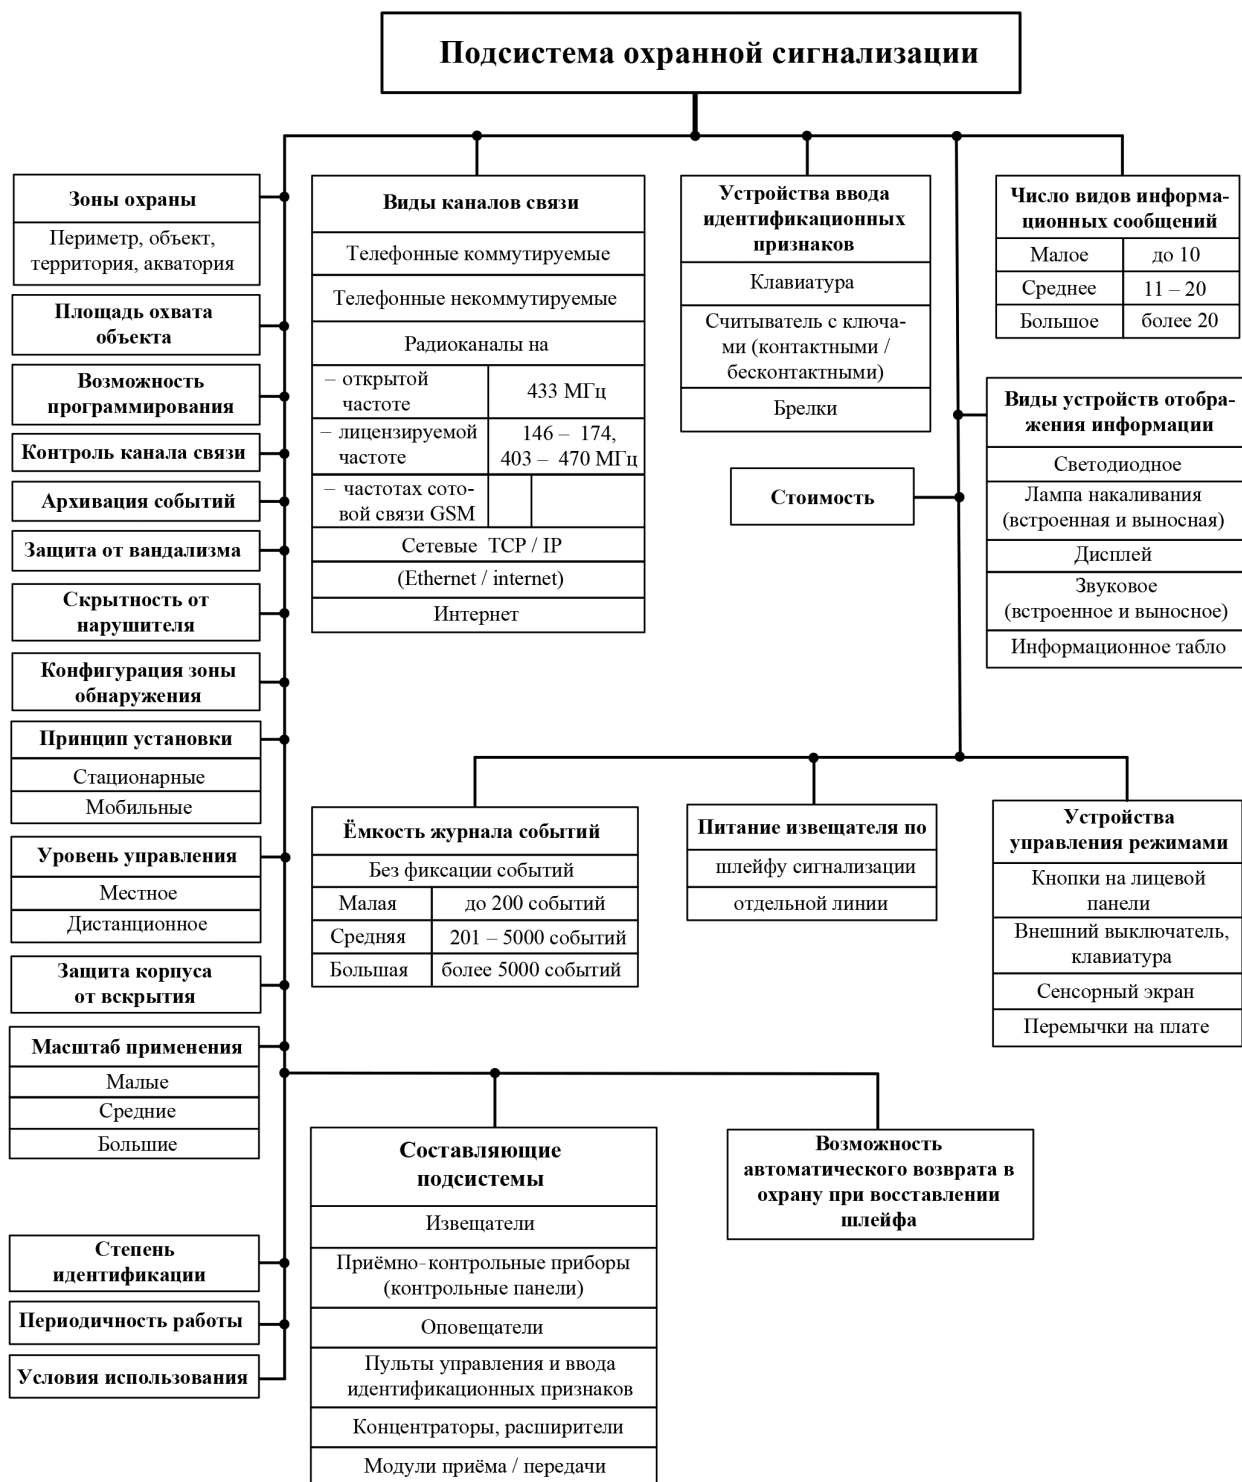 Подсистема охранной сигнализации
Зоны охраны
Периметр, объект,
территория, акватория
Площадь охвата
объекта
Возможность
программирования
Контроль канала связи
Архивация событий
Защита от вандализма
Скрытность от
нарушителя
Конфигурация зоны
обнаружения
Принцип установки
Стационарные
Мобильные
Уровень управления
Местное
Дистанционное
Защита корпуса
от вскрытия
Масштаб применения
Малые
Средние
Большие
Степень
идентификации
Периодичность работы
Условия использования
Виды каналов связи
Телефонные коммутируемые
Телефонные некоммутируемые
Радиоканалы на
– открытой
частоте
433 МГц
– лицензируемой
частоте
146 – 174,
403 – 470 МГц
– частотах сото-
вой связи GSM
Сетевые TCP / IP
(Ethernet / internet)
Интернет
Устройства ввода
идентификационных
признаков
Клавиатура
Считыватель с ключа-
ми (контактными /
бесконтактными)
Брелки
Стоимость
Число видов информа-
ционных сообщений
Малое до 10
Среднее 11 – 20
Большое более 20
Виды устройств отобра-
жения информации
Светодиодное
Лампа накаливания
(встроенная и выносная)
Дисплей
Звуковое
(встроенное и выносное)
Информационное табло
Ёмкость журнала событий
Без фиксации событий
Малая до 200 событий
Средняя 201 – 5000 событий
Большая более 5000 событий
Питание извещателя по
шлейфу сигнализации
отдельной линии
Устройства
управления режимами
Кнопки на лицевой
панели
Внешний выключатель,
клавиатура
Сенсорный экран
Перемычки на плате
Составляющие
подсистемы
Извещатели
Приёмно-контрольные приборы
(контрольные панели)
Оповещатели
Пульты управления и ввода
идентификационных признаков
Концентраторы, расширители
Модули приёма / передачи
Возможность
автоматического возврата в
охрану при восставлении
шлейфа